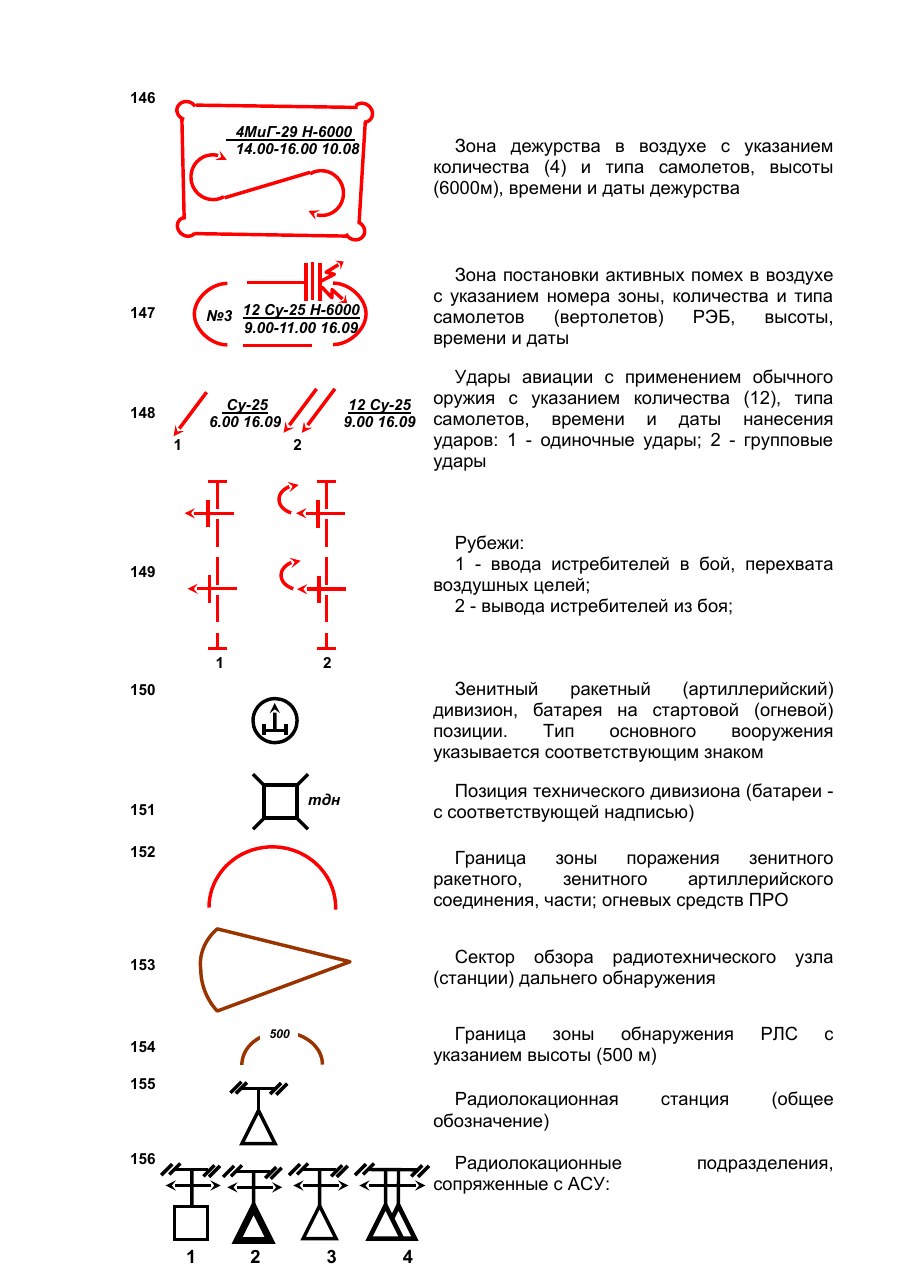 146
4МиГ-29 Н-6000
14.00-16.00 10.08
Зона дежурства в воздухе с указанием
количества (4) и типа самолетов, высоты
(6000м), времени и даты дежурства
147
№3 12 Су-25 Н-6000
9.00-11.00 16.09
Зона постановки активных помех в воздухе
с указанием номера зоны, количества и типа
самолетов (вертолетов) РЭБ, высоты,
времени и даты
148
Су-25
6.00 16.09
12 Су-25
9.00 16.09
1 2
Удары авиации с применением обычного
оружия с указанием количества (12), типа
самолетов, времени и даты нанесения
ударов: 1 - одиночные удары; 2 - групповые
удары
149
1 2
Рубежи:
1 - ввода истребителей в бой, перехвата
воздушных целей;
2 - вывода истребителей из боя;
150
Зенитный ракетный (артиллерийский)
дивизион, батарея на стартовой (огневой)
позиции. Тип основного вооружения
указывается соответствующим знаком
151
тдн
Позиция технического дивизиона (батареи -
с соответствующей надписью)
152
Граница зоны поражения зенитного
ракетного, зенитного артиллерийского
соединения, части; огневых средств ПРО
153
Сектор обзора радиотехнического узла
(станции) дальнего обнаружения
154
500
Граница зоны обнаружения РЛС с
указанием высоты (500 м)
155
Радиолокационная станция (общее
обозначение)
156
1 2 3 4
Радиолокационные подразделения,
сопряженные с АСУ: